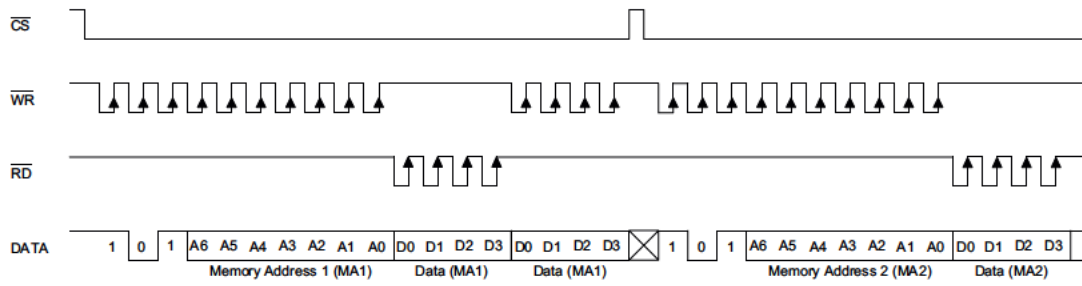 CS
WR
RD
DATA 1 0 1 A6 A5 A4 A3 A2 A1 A0 D0 D1 D2 D3 D0 D1 D2 D3 1 0 1 A6 A5 A4 A3 A2 A1 A0 D0 D1 D2 D3
Memory Address 1 (MA1) Data (MA1) Data (MA1) Memory Address 2 (MA2) Data (MA2)